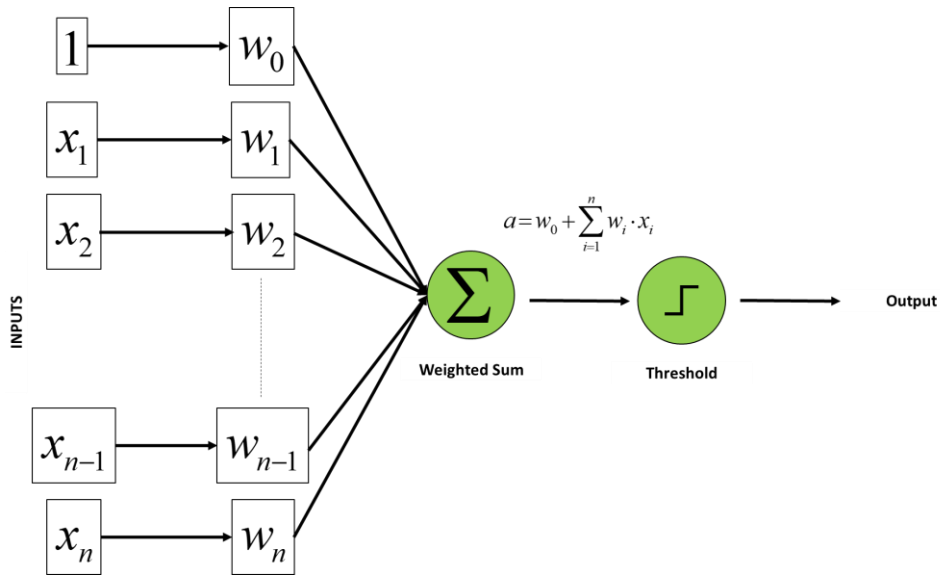 1 w₀
x₁ w₁
x₂ w₂
a = w₀ + ∑ᵢ₌₁ⁿ wᵢ · xᵢ
INPUTS
Σ
Output
Weighted Sum
Threshold
xₙ₋₁ wₙ₋₁
xₙ wₙ